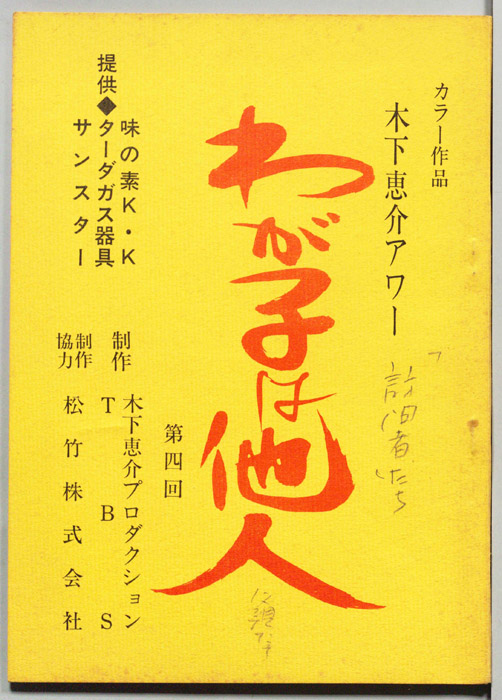 カラー作品
木下恵介アワー
わが子は他人
第四回
提供◆
味の素K・K
ターダガス器具
サンスター
制作
木下恵介プロダクション
TBS
制作協力
松竹株式会社